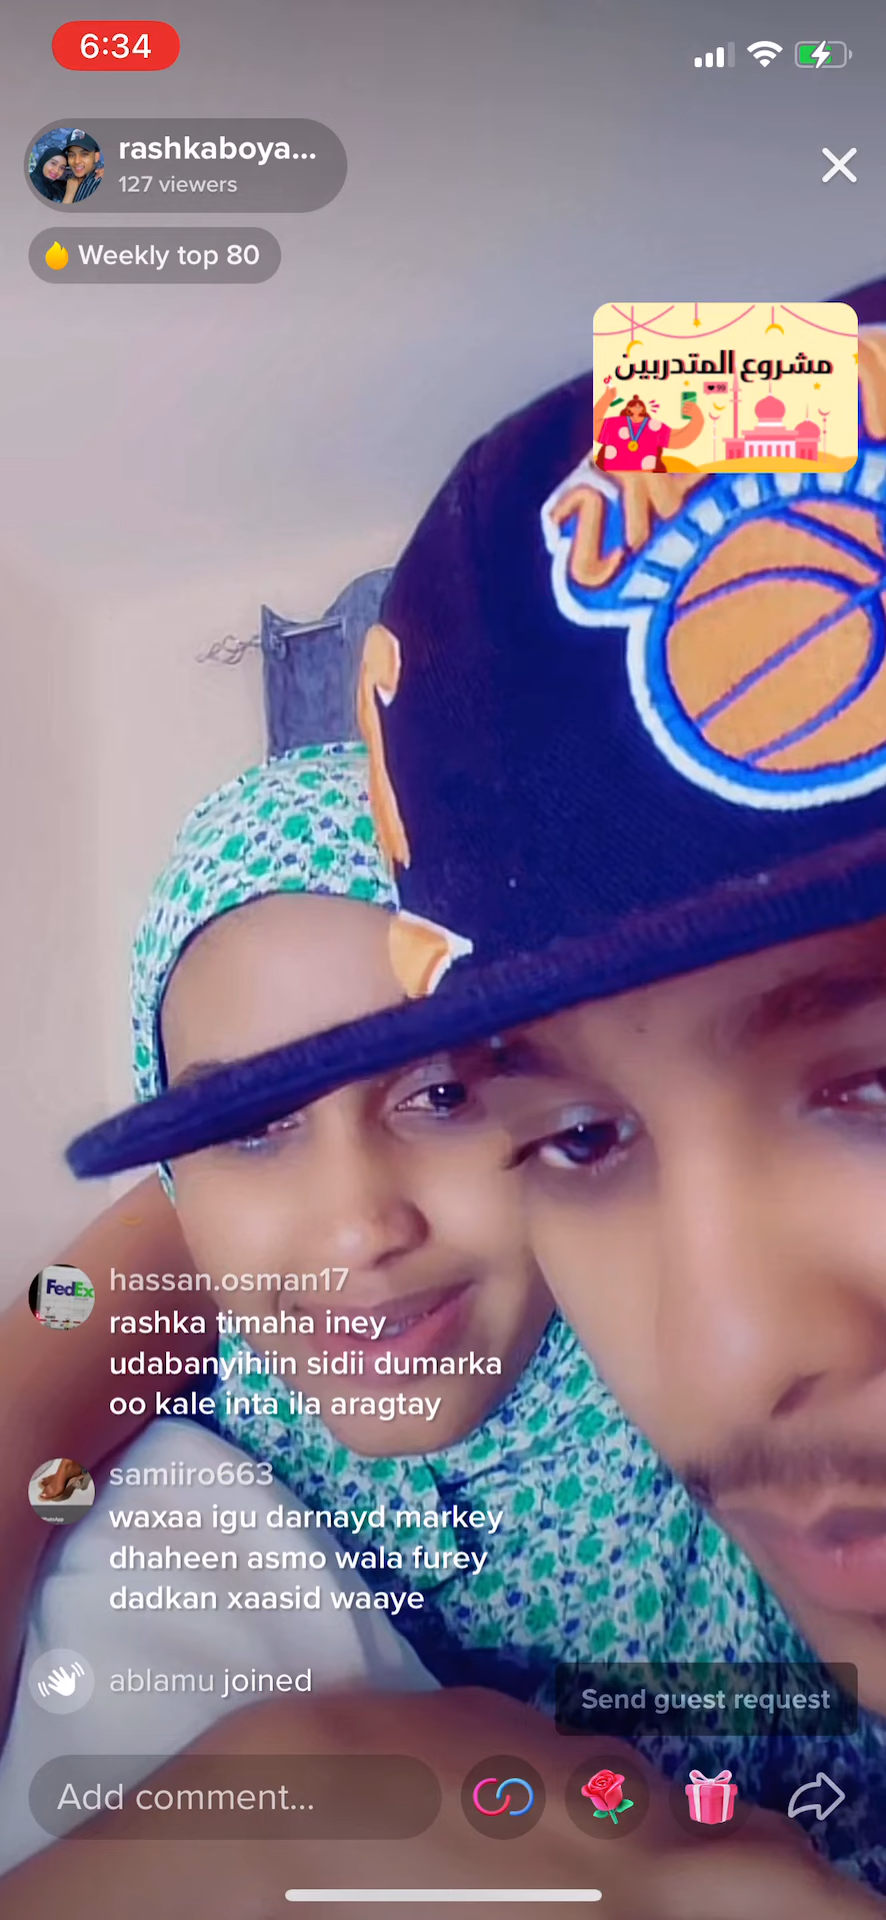 6:34
rashkaboya...
127 viewers
Weekly top 80
مشروع المتدربين
99
FedEx
hassan.osman17
rashka timaha iney
udabanyihiin sidii dumarka
oo kale inta ila aragtay
samiiro663
waxaa igu darnayd markey
dhaheen asmo wala furey
dadkan xaasid waaye
ablamu joined
Send guest request
Add comment...